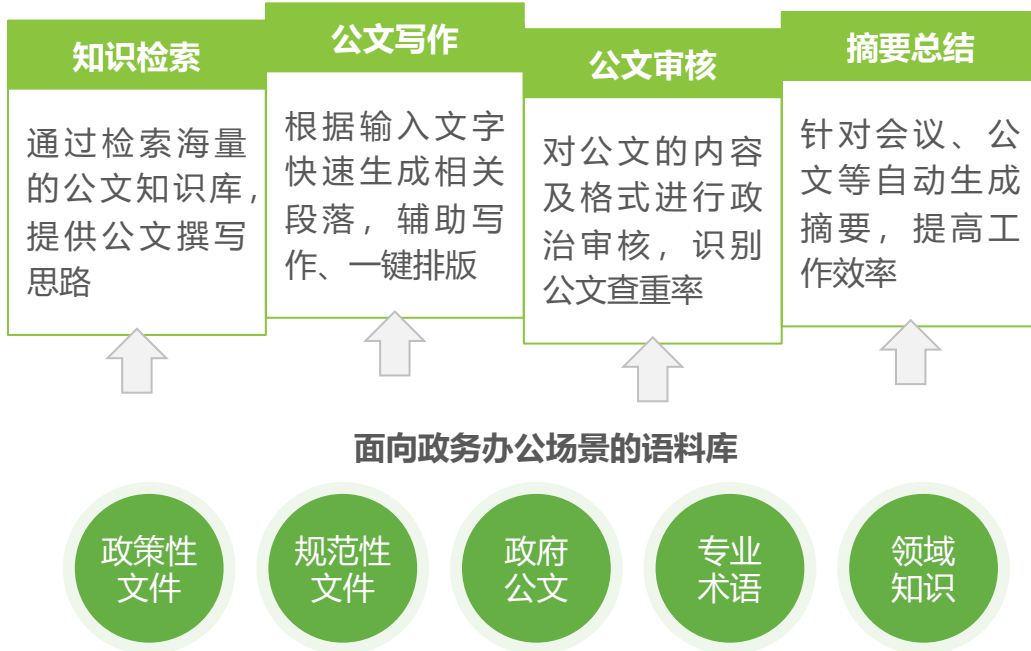 知识检索
通过检索海量
的公文知识库，
提供公文撰写
思路
公文写作
根据输入文字
快速生成相关
段落，辅助写
作、一键排版
公文审核
对公文的内容
及格式进行政
治审核，识别
公文查重率
摘要总结
针对会议、公
文等自动生成
摘要，提高工
作效率
面向政务办公场景的语料库
政策性
文件
规范性
文件
政府
公文
专业
术语
领域
知识